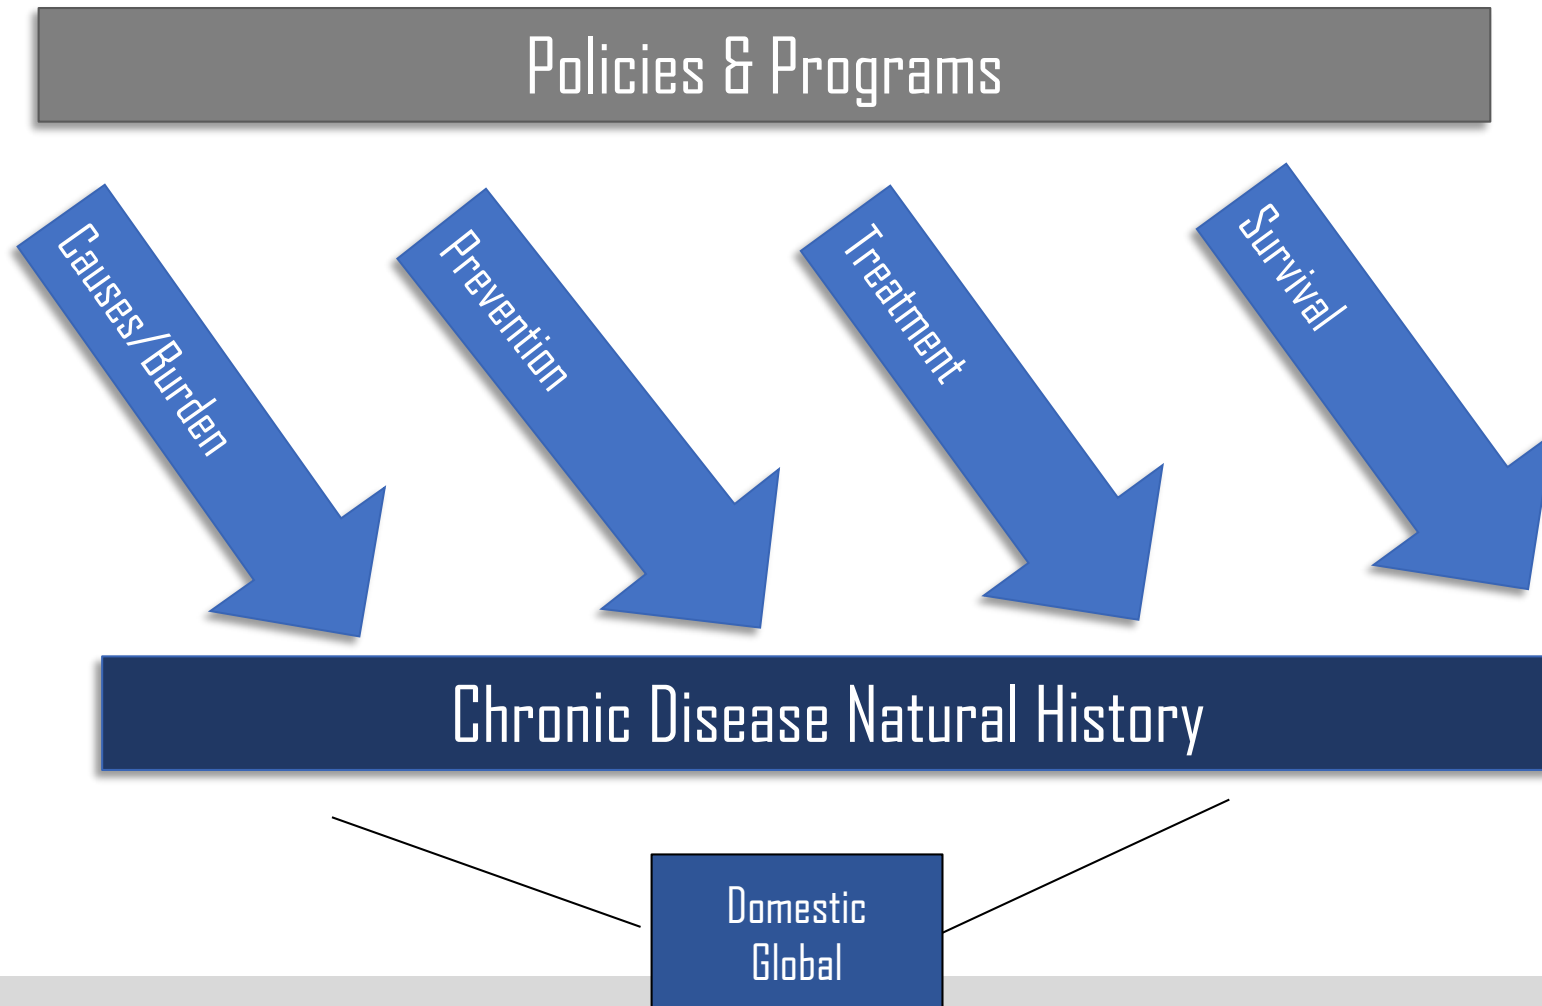 Policies & Programs
Causes/Burden
Prevention
Treatment
Survival
Chronic Disease Natural History
Domestic
Global